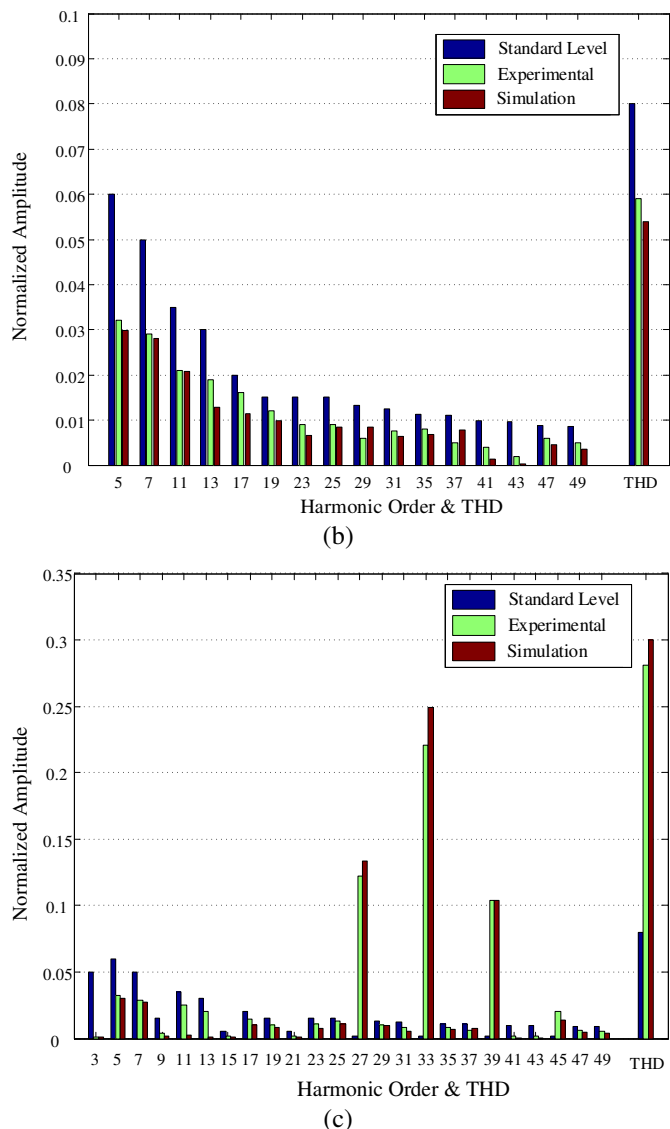 0.1
0.09
0.08
0.07
0.06
0.05
0.04
0.03
0.02
0.01
0
Normalized Amplitude
Standard Level
Experimental
Simulation
5 7 11 13 17 19 23 25 29 31 35 37 41 43 47 49 THD
Harmonic Order & THD
(b)
0.35
0.3
0.25
0.2
0.15
0.1
0.05
0
Normalized Amplitude
Standard Level
Experimental
Simulation
3 5 7 9 11 13 15 17 19 21 23 25 27 29 31 33 35 37 39 41 43 45 47 49 THD
Harmonic Order & THD
(c)